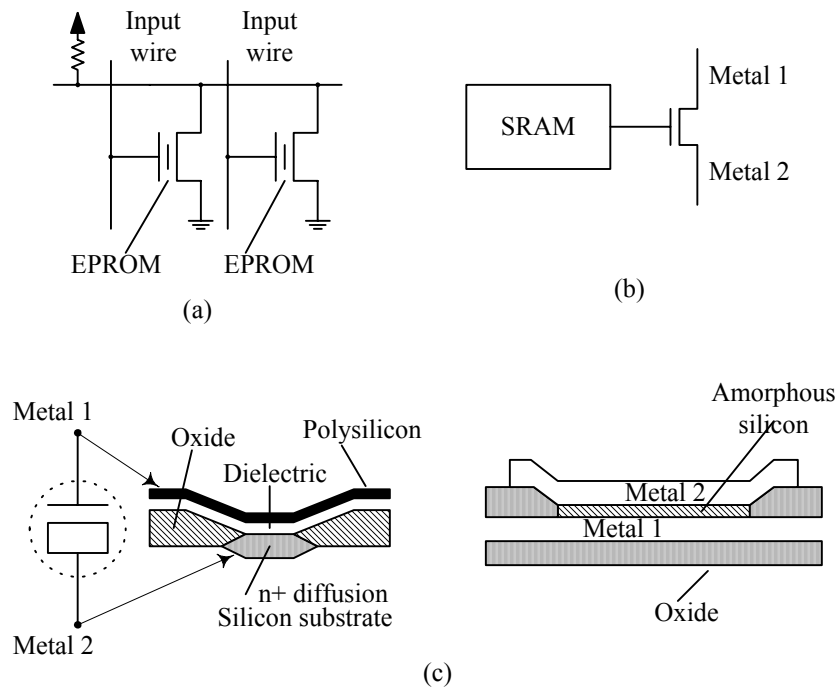 Input
wire
Input
wire
EPROM
EPROM
(a)
SRAM
Metal 1
Metal 2
(b)
Metal 1
Metal 2
Oxide
Dielectric
Polysilicon
n+ diffusion
Silicon substrate
Amorphous
silicon
Metal 2
Metal 1
Oxide
(c)